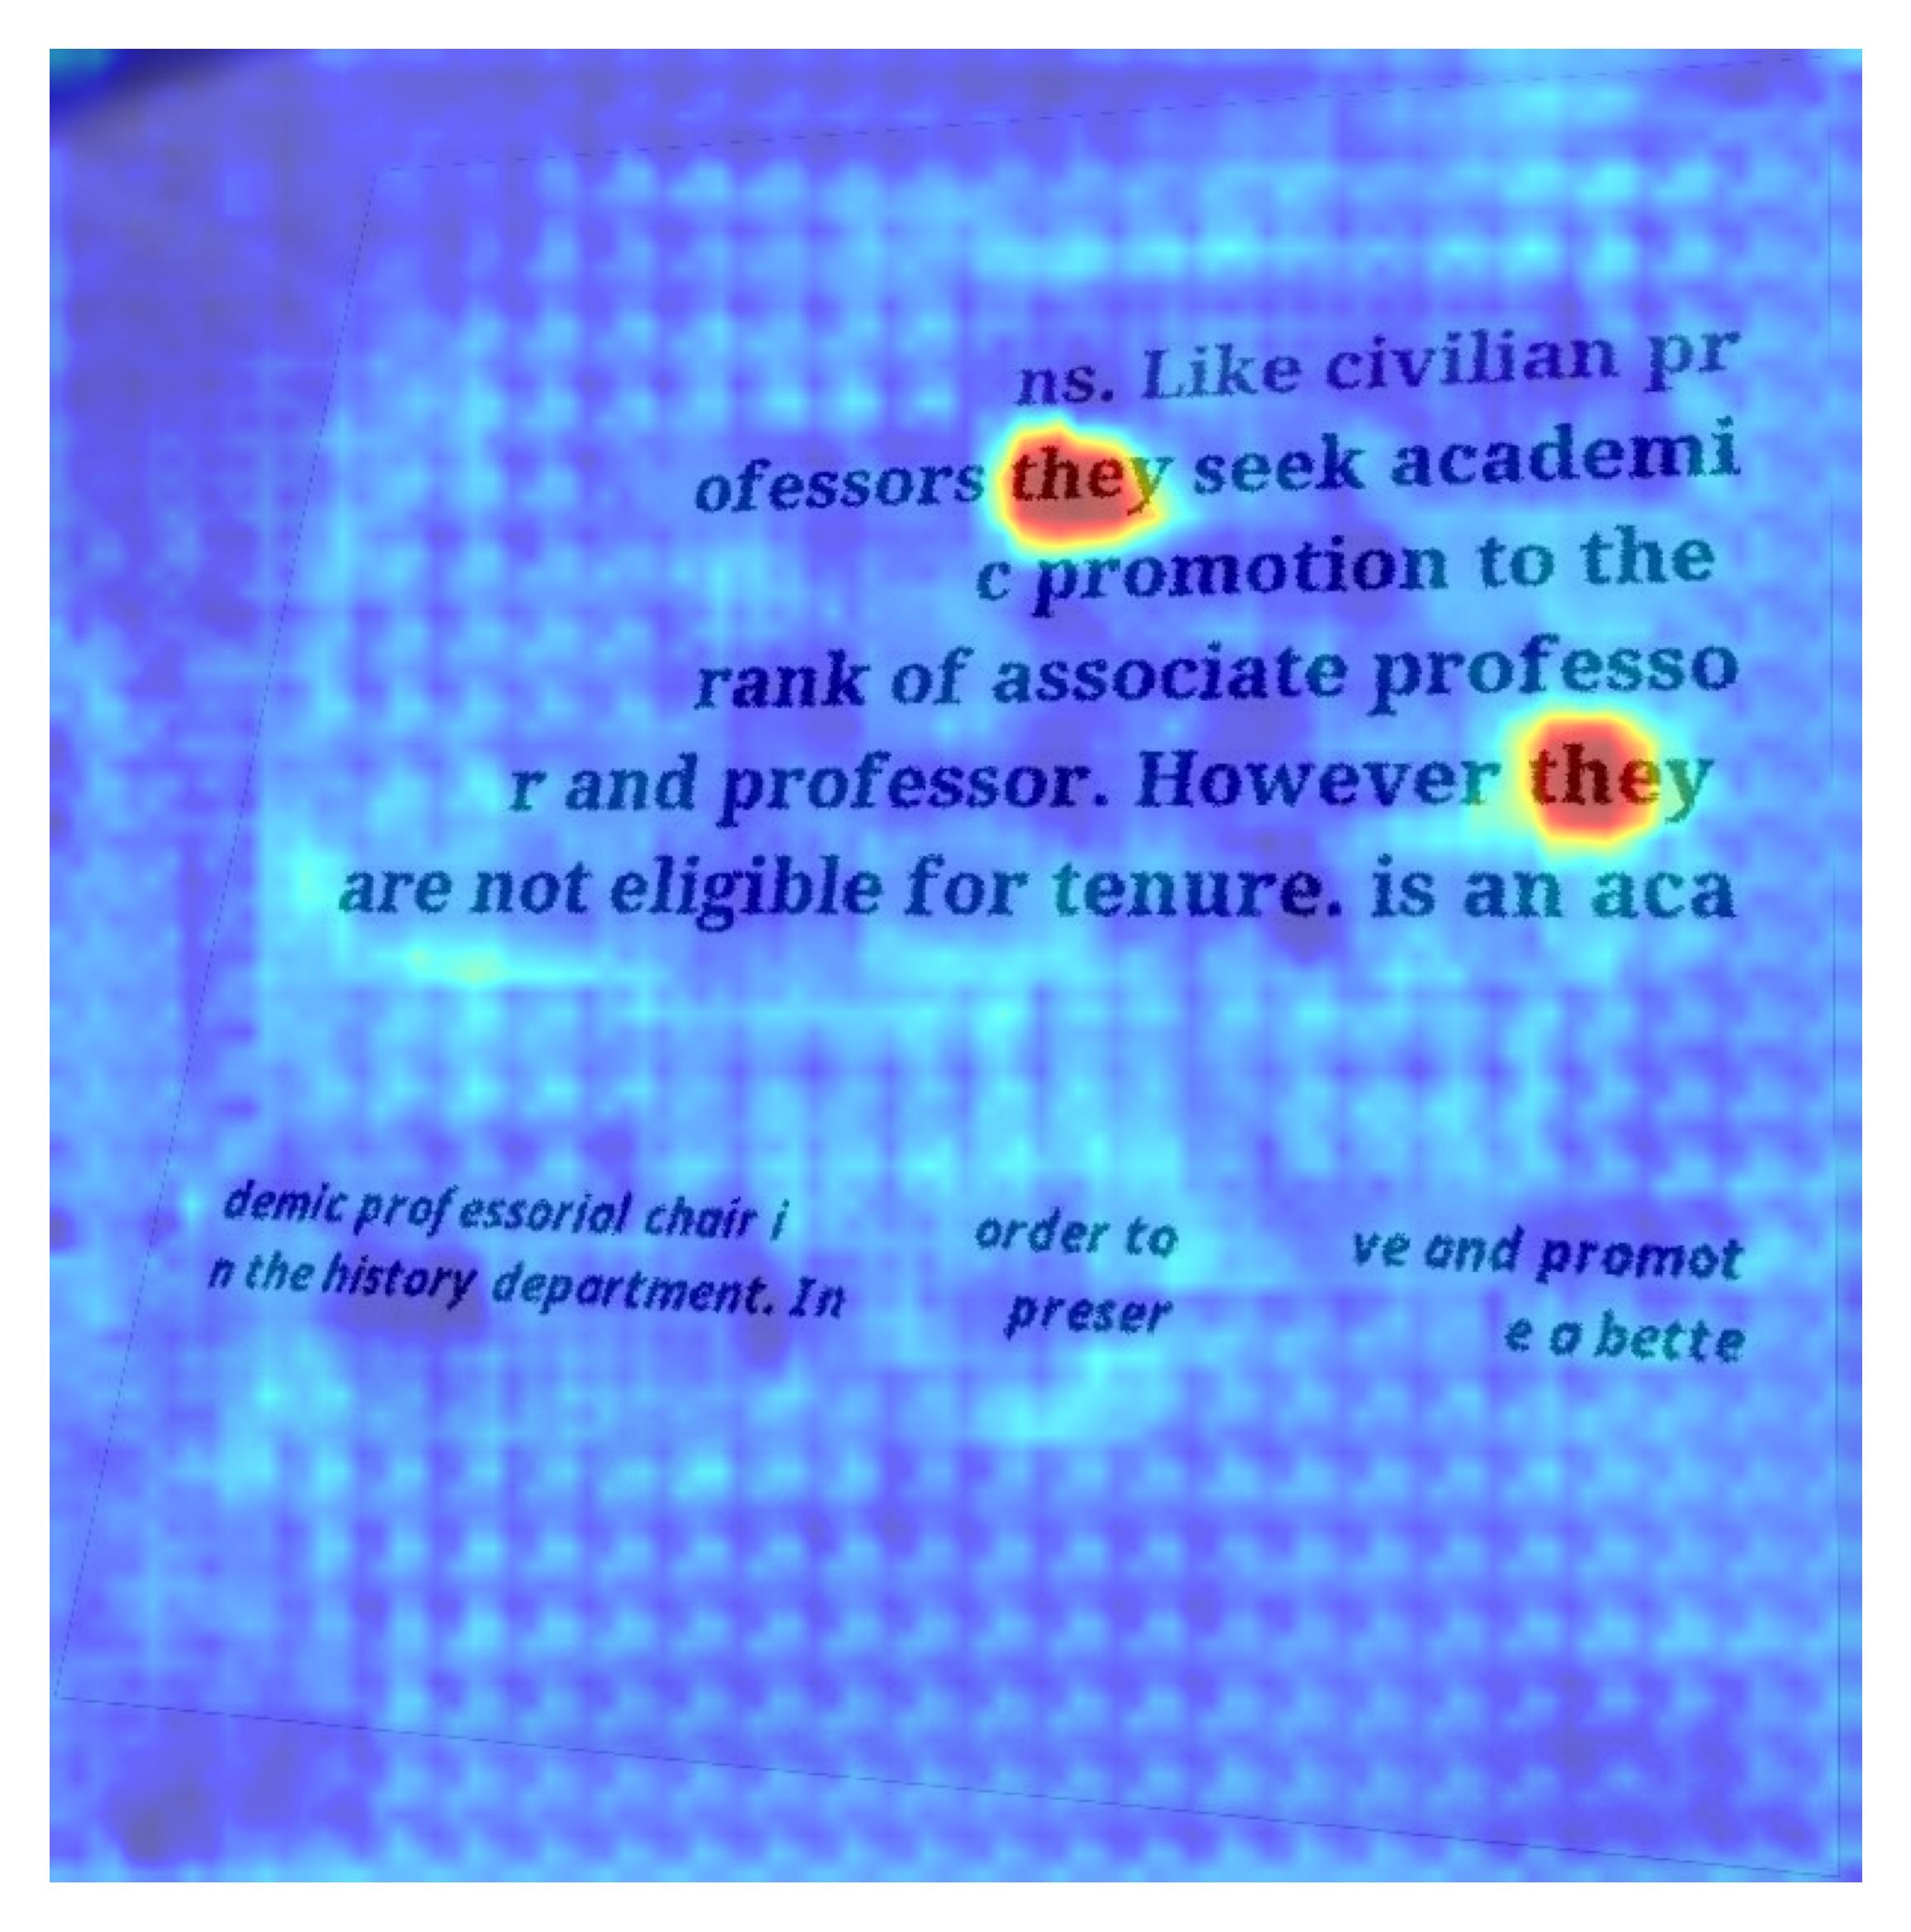 ns. Like civilian pr
ofessors they seek academi
c promotion to the
rank of associate professo
r and professor. However they
are not eligible for tenure. is an aca
demic professorial chair i
n the history department. In
order to
preser
ve and promot
e a bette